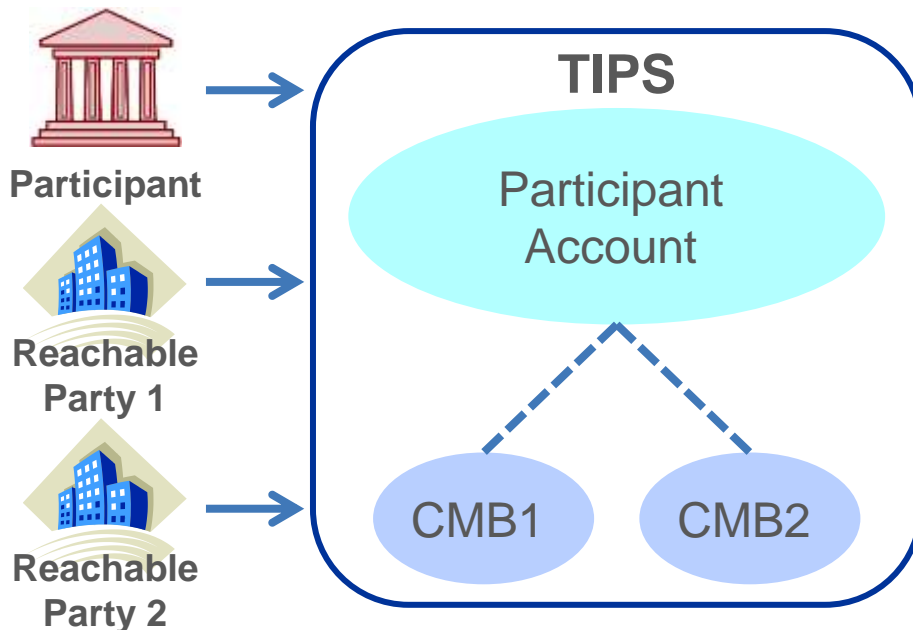 TIPS
Participant
Account
CMB1
CMB2
Participant
Reachable
Party 1
Reachable
Party 2